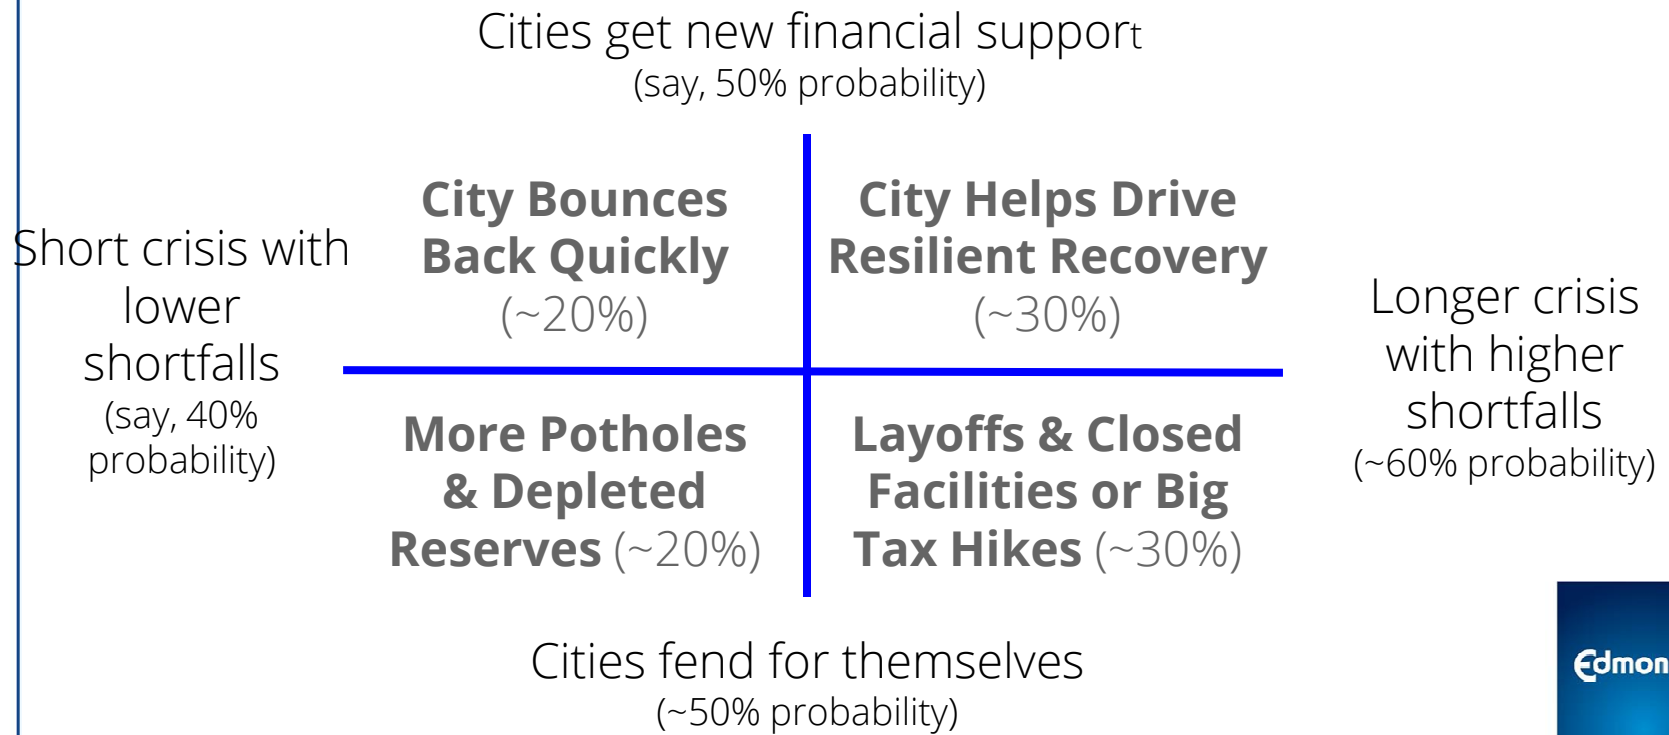 Cities get new financial support
(say, 50% probability)
City Bounces
Back Quickly
(~20%)
City Helps Drive
Resilient Recovery
(~30%)
Short crisis with
lower
shortfalls
(say, 40%
probability)
Longer crisis
with higher
shortfalls
(~60% probability)
More Potholes
& Depleted
Reserves (~20%)
Layoffs & Closed
Facilities or Big
Tax Hikes (~30%)
Cities fend for themselves
(~50% probability)
Edmon